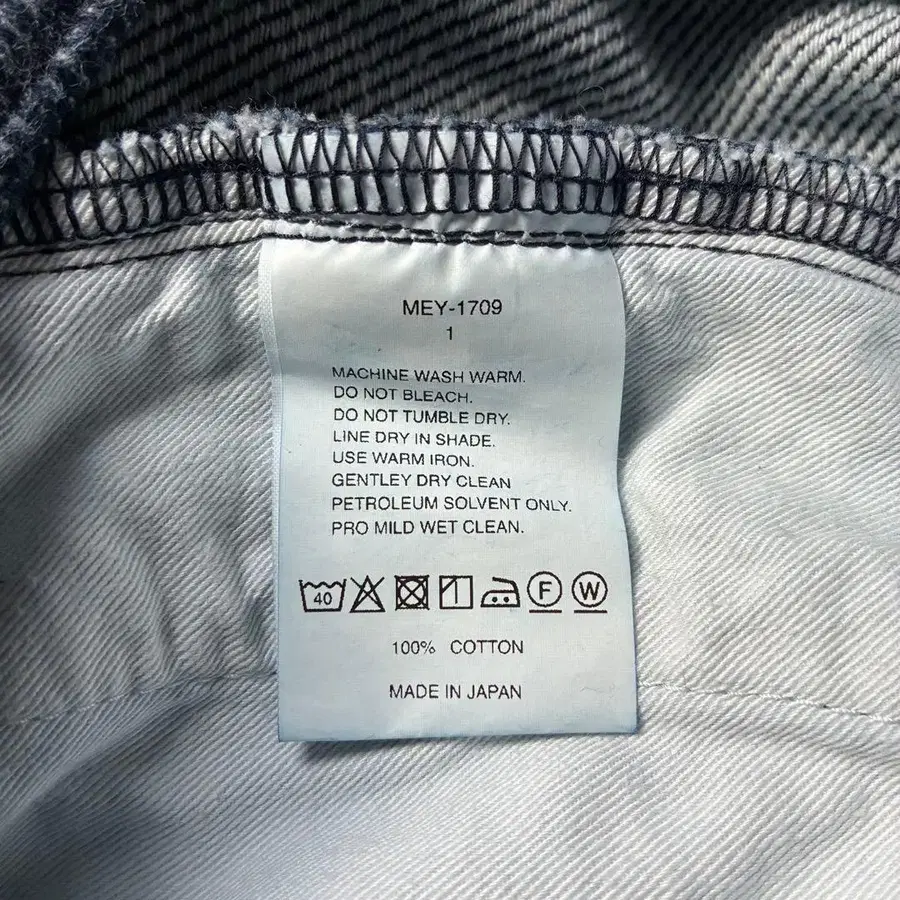 MEY-1709
1
MACHINE WASH WARM.
DO NOT BLEACH.
DO NOT TUMBLE DRY.
LINE DRY IN SHADE.
USE WARM IRON.
GENTLEY DRY CLEAN
PETROLEUM SOLVENT ONLY.
PRO MILD WET CLEAN.
40 F W
100% COTTON
MADE IN JAPAN